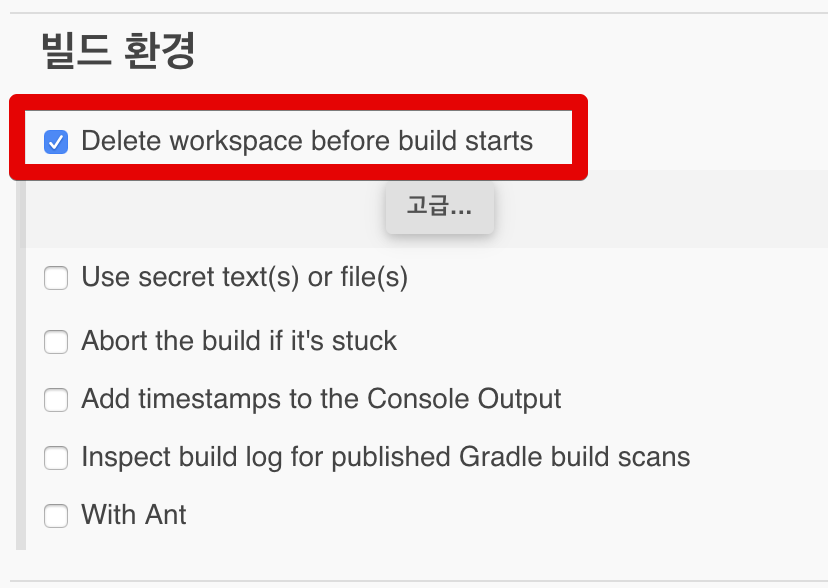 빌드 환경
Delete workspace before build starts
고급...
Use secret text(s) or file(s)
Abort the build if it's stuck
Add timestamps to the Console Output
Inspect build log for published Gradle build scans
With Ant